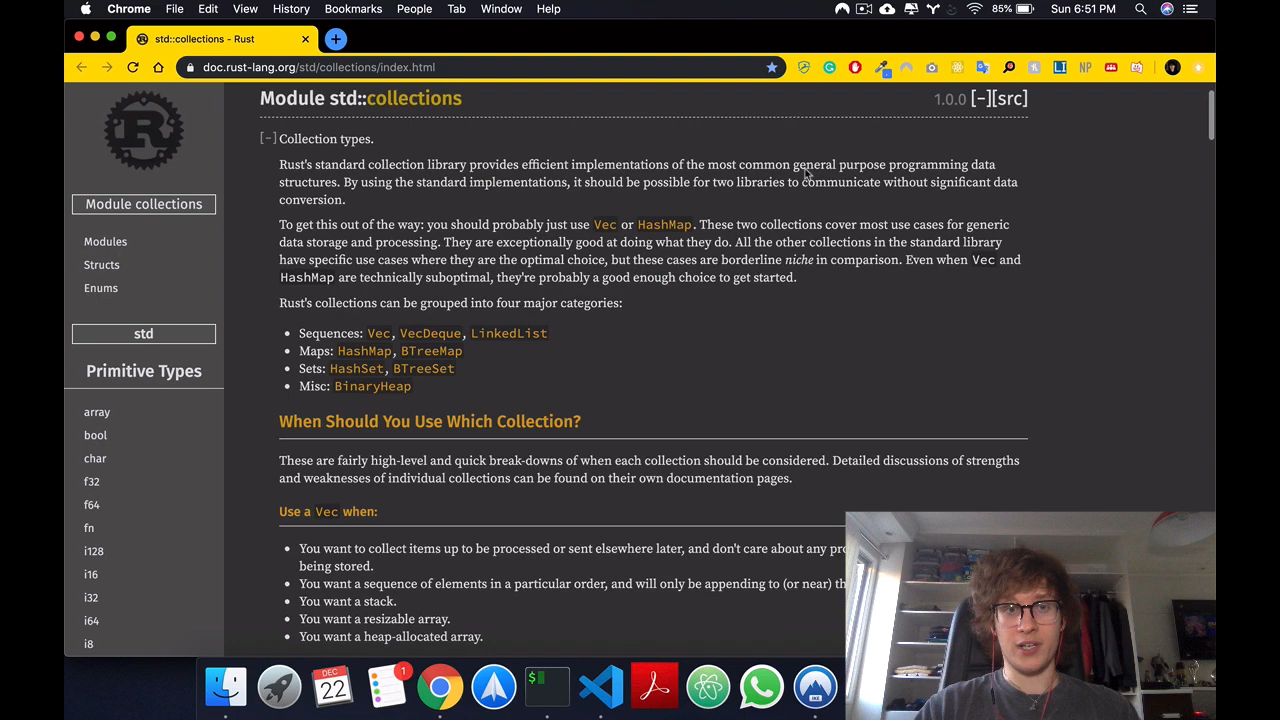 Chrome File Edit View History Bookmarks People Tab Window Help 85% Sun 6:51 PM
std::collections - Rust
doc.rust-lang.org/std/collections/index.html
Module collections
Modules
Structs
Enums
std
Primitive Types
array
bool
char
f32
f64
fn
i128
i16
i32
i64
i8
Module std::collections 1.0.0 [-][src]
[-] Collection types.
Rust's standard collection library provides efficient implementations of the most common general purpose programming data
structures. By using the standard implementations, it should be possible for two libraries to communicate without significant data
conversion.
To get this out of the way: you should probably just use Vec or HashMap. These two collections cover most use cases for generic
data storage and processing. They are exceptionally good at doing what they do. All the other collections in the standard library
have specific use cases where they are the optimal choice, but these cases are borderline niche in comparison. Even when Vec and
HashMap are technically suboptimal, they're probably a good enough choice to get started.
Rust's collections can be grouped into four major categories:
• Sequences: Vec, VecDeque, LinkedList
• Maps: HashMap, BTreeMap
• Sets: HashSet, BTreeSet
• Misc: BinaryHeap
When Should You Use Which Collection?
These are fairly high-level and quick break-downs of when each collection should be considered. Detailed discussions of strengths
and weaknesses of individual collections can be found on their own documentation pages.
Use a Vec when:
• You want to collect items up to be processed or sent elsewhere later, and don't care about any
being stored.
• You want a sequence of elements in a particular order, and will only be appending to (or near)
• You want a stack.
• You want a resizable array.
• You want a heap-allocated array.
NP
DEC
22
1
$